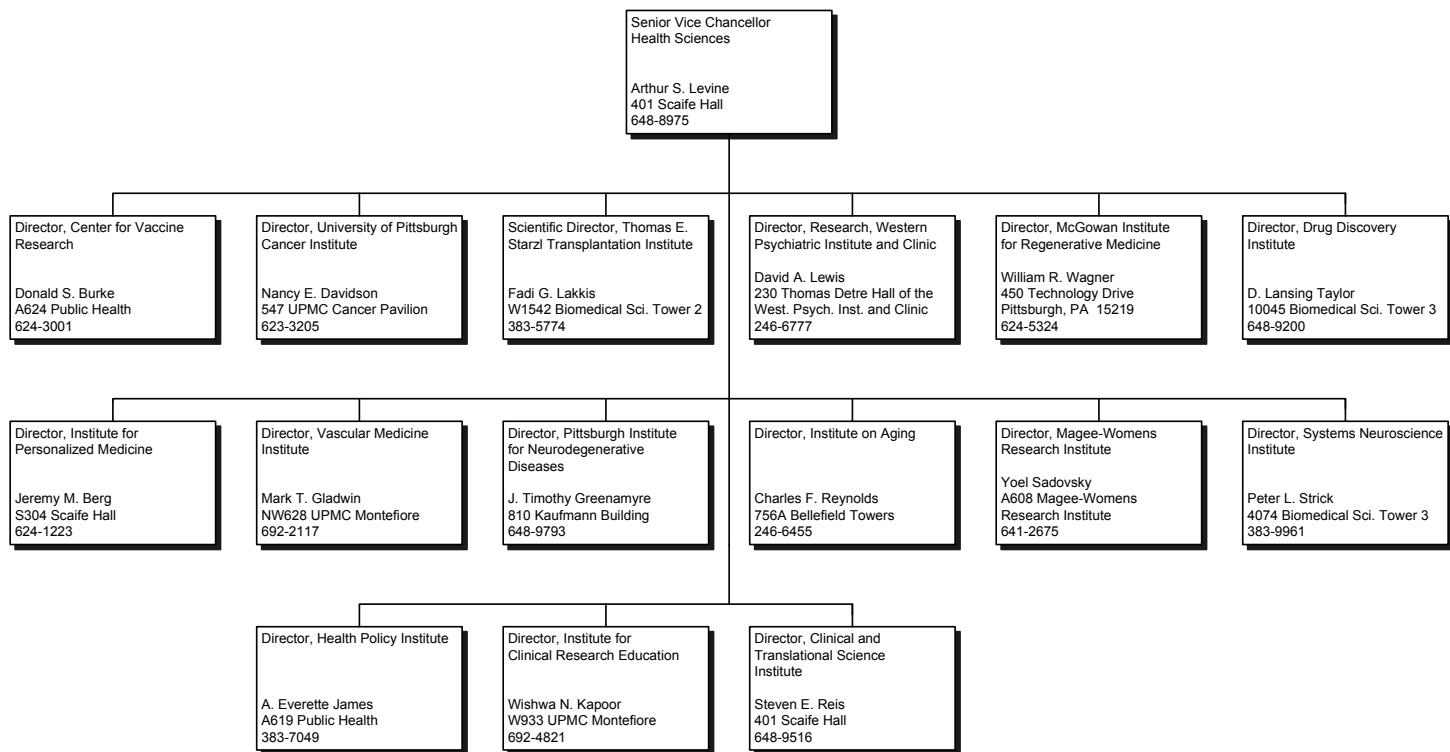 Senior Vice Chancellor
Health Sciences
Arthur S. Levine
401 Scaife Hall
648-8975
Director, Center for Vaccine
Research
Donald S. Burke
A624 Public Health
624-3001
Director, University of Pittsburgh
Cancer Institute
Nancy E. Davidson
547 UPMC Cancer Pavilion
623-3205
Scientific Director, Thomas E.
Starzl Transplantation Institute
Fadi G. Lakkis
W1542 Biomedical Sci. Tower 2
383-5774
Director, Research, Western
Psychiatric Institute and Clinic
David A. Lewis
230 Thomas Detre Hall of the
West. Psych. Inst. and Clinic
246-6777
Director, McGowan Institute
for Regenerative Medicine
William R. Wagner
450 Technology Drive
Pittsburgh, PA  15219
624-5324
Director, Drug Discovery
Institute
D. Lansing Taylor
10045 Biomedical Sci. Tower 3
648-9200
Director, Institute for
Personalized Medicine
Jeremy M. Berg
S304 Scaife Hall
624-1223
Director, Vascular Medicine
Institute
Mark T. Gladwin
NW628 UPMC Montefiore
692-2117
Director, Pittsburgh Institute
for Neurodegenerative
Diseases
J. Timothy Greenamyre
810 Kaufmann Building
648-9793
Director, Institute on Aging
Charles F. Reynolds
756A Bellefield Towers
246-6455
Director, Magee-Womens
Research Institute
Yoel Sadovsky
A608 Magee-Womens
Research Institute
641-2675
Director, Systems Neuroscience
Institute
Peter L. Strick
4074 Biomedical Sci. Tower 3
383-9961
Director, Health Policy Institute
A. Everette James
A619 Public Health
383-7049
Director, Institute for
Clinical Research Education
Wishwa N. Kapoor
W933 UPMC Montefiore
692-4821
Director, Clinical and
Translational Science
Institute
Steven E. Reis
401 Scaife Hall
648-9516